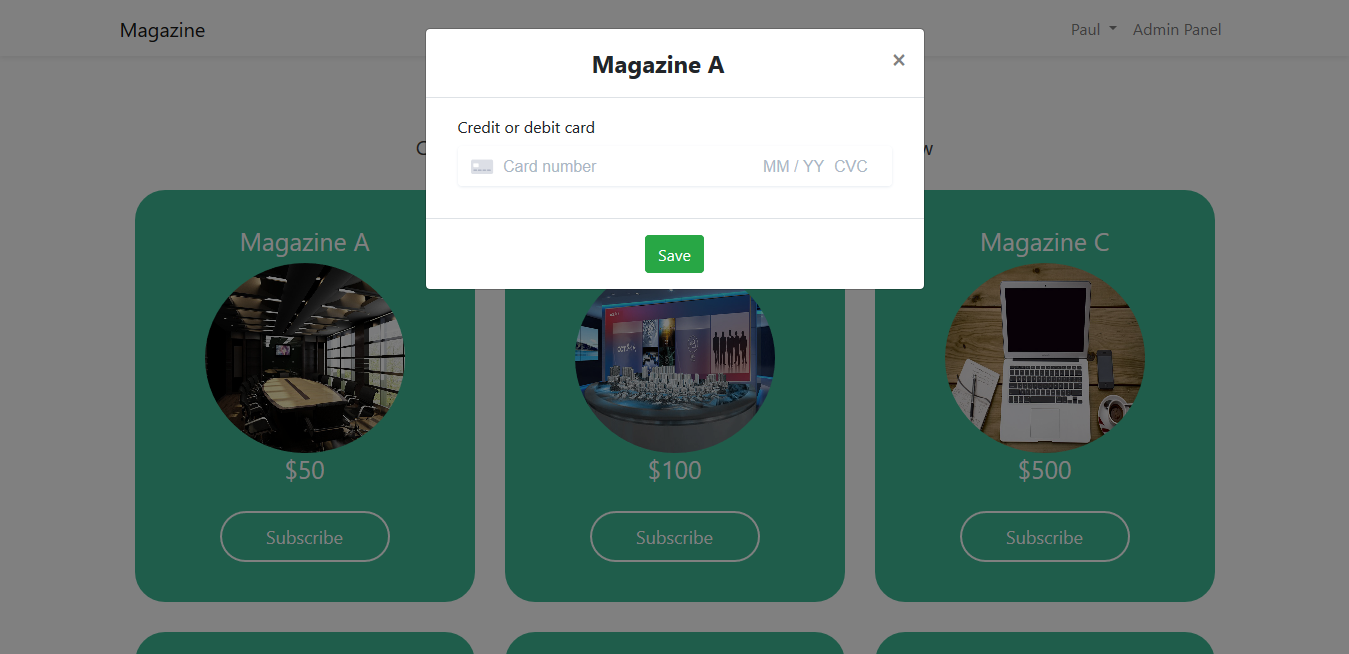 Magazine
Paul Admin Panel
Magazine A
×
Credit or debit card
Card number MM / YY CVC
Save
Magazine A
Magazine C
$50
$100
$500
Subscribe
Subscribe
Subscribe